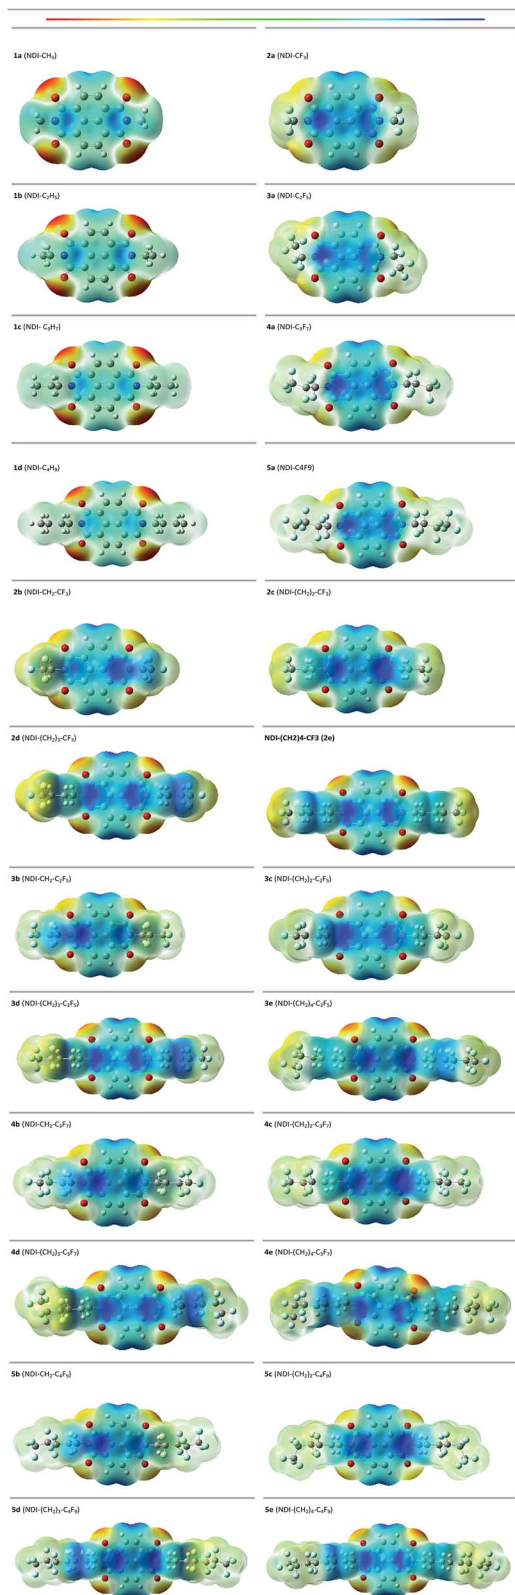 1a (NDI-CH₃)
2a (NDI-CF₃)
1b (NDI-C₂H₅)
3a (NDI-C₂F₅)
1c (NDI- C₃H₇)
4a (NDI-C₃F₇)
1d (NDI-C₄H₉)
5a (NDI-C4F9)
2b (NDI-CH₂-CF₃)
2c (NDI-(CH₂)₂-CF₃)
2d (NDI-(CH₂)₃-CF₃)
NDI-(CH2)4-CF3 (2e)
3b (NDI-CH₂-C₂F₅)
3c (NDI-(CH₂)₂-C₂F₅)
3d (NDI-(CH₂)₃-C₂F₅)
3e (NDI-(CH₂)₄-C₂F₅)
4b (NDI-CH₂-C₃F₇)
4c (NDI-(CH₂)₂-C₃F₇)
4d (NDI-(CH₂)₃-C₃F₇)
4e (NDI-(CH₂)₄-C₃F₇)
5b (NDI-CH₂-C₄F₉)
5c (NDI-(CH₂)₂-C₄F₉)
5d (NDI-(CH₂)₃-C₄F₉)
5e (NDI-(CH₂)₄-C₄F₉)